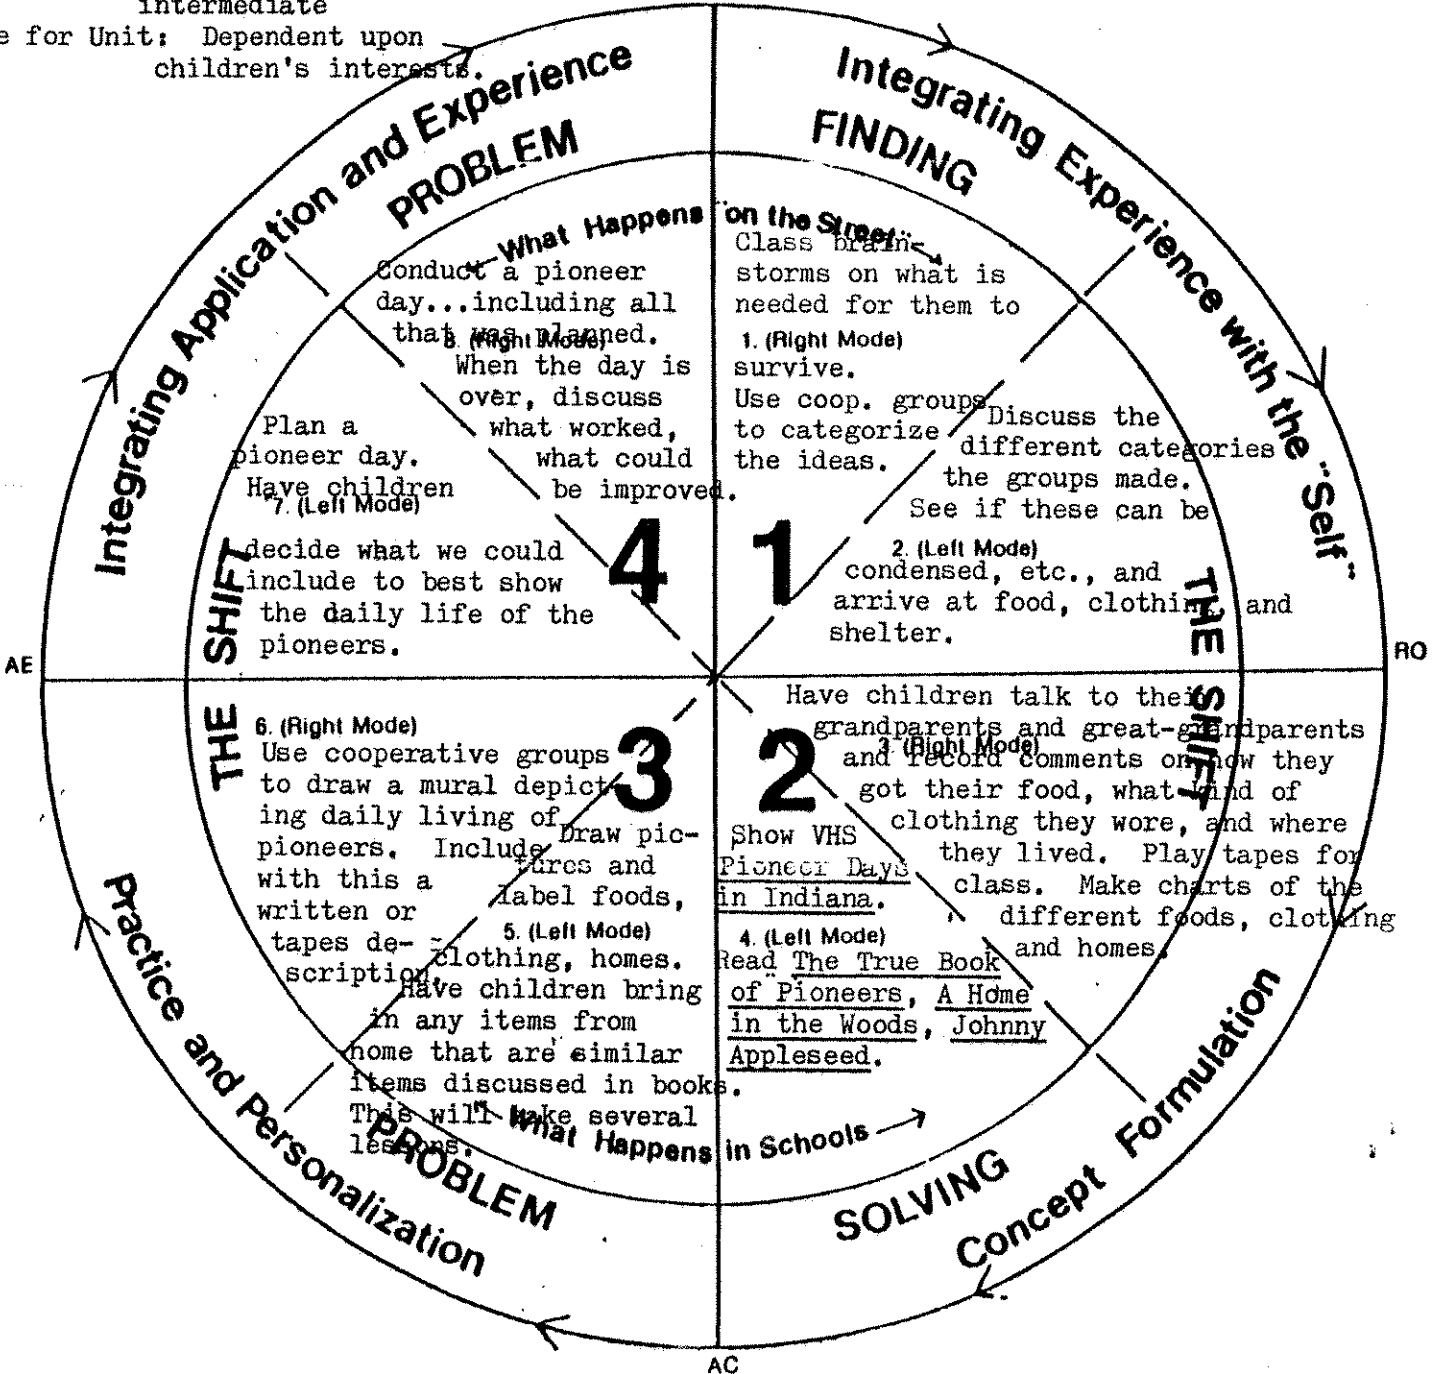 intermediate
e for Unit: Dependent upon
children's interests.
Integrating Application and Experience
PROBLEM
Integrating Experience with the "Self"
FINDING
What Happens on the Street
Class brain-
storms on what is
needed for them to
1. (Right Mode)
survive.
Use coop. groups
to categorize
the ideas.
1
Discuss the
different categories
the groups made.
See if these can be
2. (Left Mode)
condensed, etc., and
arrive at food, clothing, and
shelter.
THE SHIFT
RO
Have children talk to their
grandparents and great-grandparents
3. (Right Mode)
and record comments on how they
got their food, what kind of
clothing they wore, and where
they lived. Play tapes for
class. Make charts of the
different foods, clothing
and homes.
2
Show VHS
Pioneer Days
in Indiana.
4. (Left Mode)
Read The True Book
of Pioneers, A Home
in the Woods, Johnny
Appleseed.
Concept Formulation
SOLVING
AC
3
Draw pic-
tures and
label foods,
5. (Left Mode)
clothing, homes.
Have children bring
in any items from
home that are similar
items discussed in books.
This will take several
lessons.
What Happens in Schools
PROBLEM
Practice and Personalization
6. (Right Mode)
Use cooperative groups
to draw a mural depict-
ing daily living of
pioneers. Include
with this a
written or
tapes de-
scription.
THE SHIFT
AE
Plan a
pioneer day.
Have children
7. (Left Mode)
decide what we could
include to best show
the daily life of the
pioneers.
4
Conduct a pioneer
day...including all
that was planned.
8. (Right Mode)
When the day is
over, discuss
what worked,
what could
be improved.